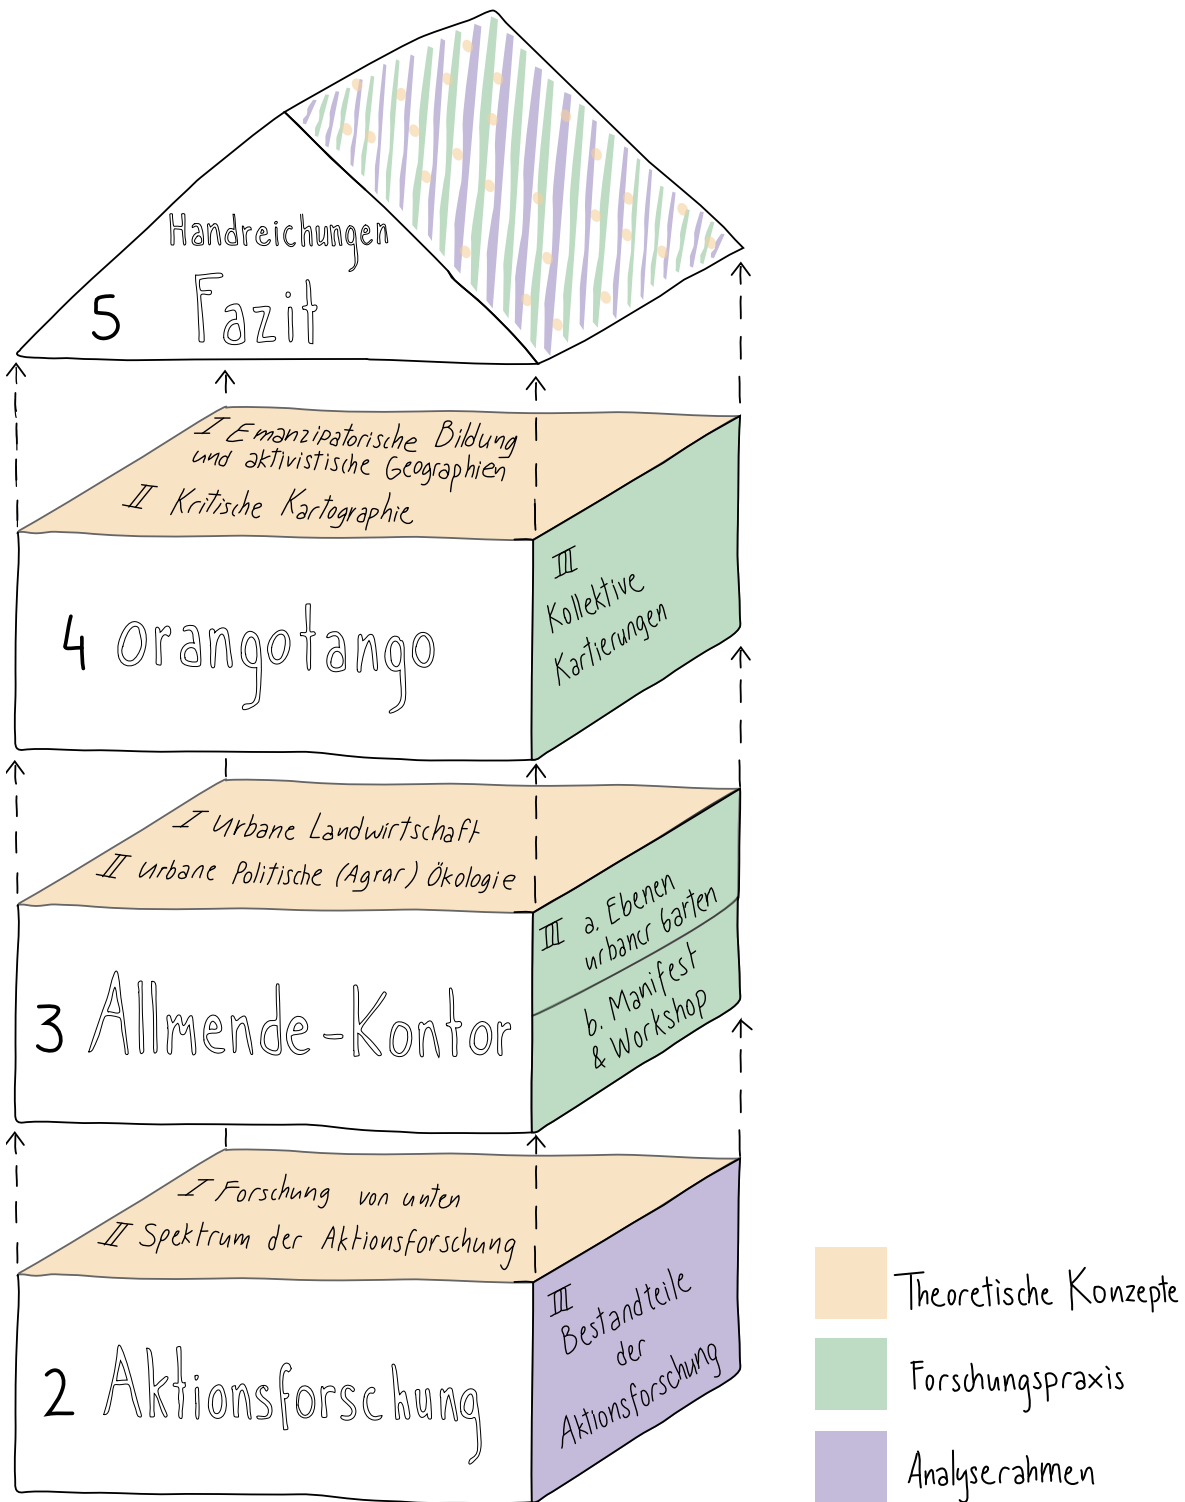 Handreichungen
5 Fazit
I Emanzipatorische Bildung
und aktivistische Geographien
II Kritische Kartographie
4 orangotango
III
Kollektive
Kartierungen
I Urbane Landwirtschaft
II Urbane Politische (Agrar) Ökologie
3 Allmende-Kontor
III a. Ebenen
urbaner Gärten
b. Manifest
& Workshop
I Forschung von unten
II Spektrum der Aktionsforschung
2 Aktionsforschung
III
Bestandteile
der
Aktionsforschung
Theoretische Konzepte
Forschungspraxis
Analyserahmen